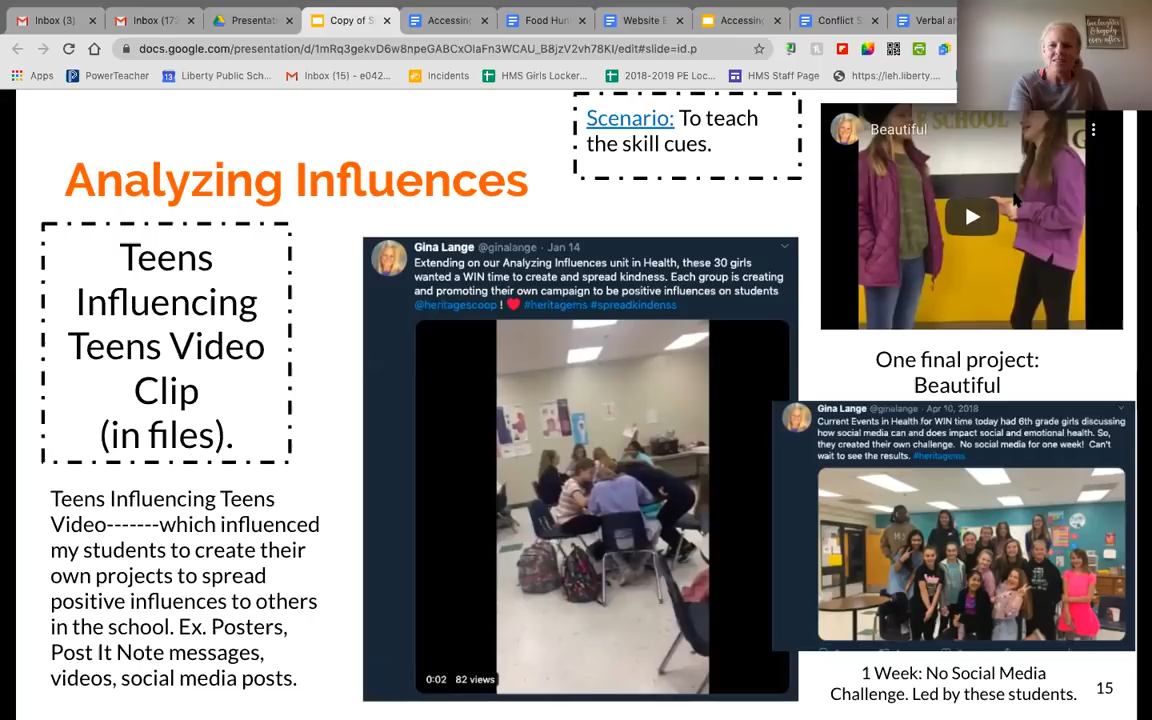 Inbox (3)
Inbox (17
Presentat
Copy of S
Accessing
Food Hun
Website E
Accessing
Conflict S
Verbal ar
docs.google.com/presentation/d/1mRq3gekvD6w8npeGABCxOIaFn3WCAU_B8jzV2vh78KI/edit#slide=id.p
Apps
PowerTeacher
Liberty Public Sch...
Inbox (15) - e042...
Incidents
HMS Girls Locker...
2018-2019 PE Loc...
HMS Staff Page
https://leh.liberty....
Scenario: To teach
the skill cues.
Analyzing Influences
Teens
Influencing
Teens Video
Clip
(in files).
Teens Influencing Teens
Video-------which influenced
my students to create their
own projects to spread
positive influences to others
in the school. Ex. Posters,
Post It Note messages,
videos, social media posts.
Gina Lange @ginalange · Jan 14
Extending on our Analyzing Influences unit in Health, these 30 girls
wanted a WIN time to create and spread kindness. Each group is creating
and promoting their own campaign to be positive influences on students
@heritagescoop ! #heritagems #spreadkindenss
0:02 82 views
Beautiful
SCHOOL
One final project:
Beautiful
Gina Lange @ginalange · Apr 10, 2018
Current Events in Health for WIN time today had 6th grade girls discussing
how social media can and does impact social and emotional health. So,
they created their own challenge. No social media for one week! Can't
wait to see the results. #heritagems
1 Week: No Social Media
Challenge. Led by these students.
15